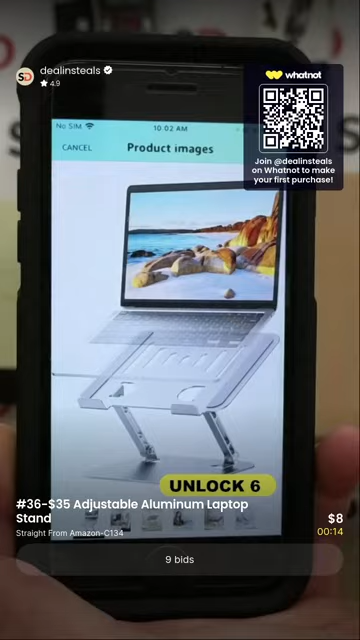 dealinsteals
4.9
SD
whatnot
Join @dealinsteals
on Whatnot to make
your first purchase!
No SIM
10:02 AM
CANCEL
Product images
UNLOCK 6
#36-$35 Adjustable Aluminum Laptop
Stand
$8
Straight From Amazon-C134
00:14
9 bids